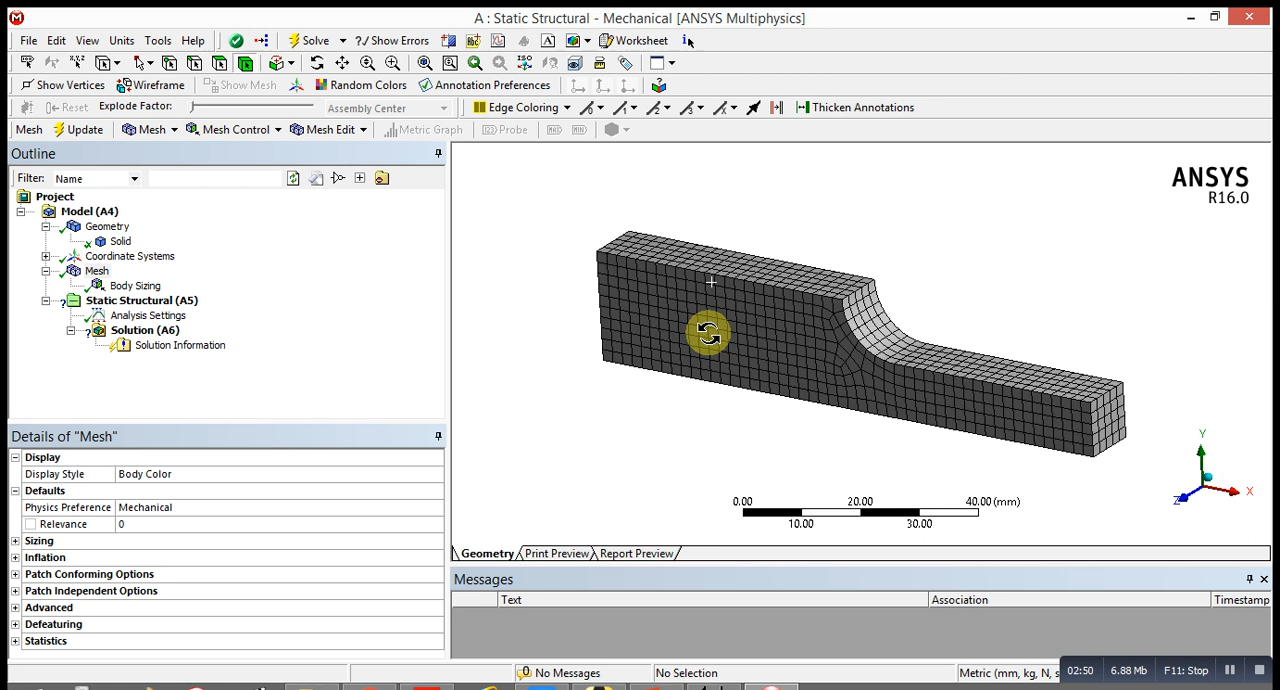 A : Static Structural - Mechanical [ANSYS Multiphysics]
File Edit View Units Tools Help Solve ?/ Show Errors Worksheet
Show Vertices Wireframe Show Mesh Random Colors Annotation Preferences
Reset Explode Factor: Assembly Center Edge Coloring Thicken Annotations
Mesh Update Mesh Mesh Control Mesh Edit Metric Graph Probe
Outline
Filter: Name
Project
Model (A4)
Geometry
Solid
Coordinate Systems
Mesh
Body Sizing
Static Structural (A5)
Analysis Settings
Solution (A6)
Solution Information
ANSYS
R16.0
Y
X
Z
0.00 20.00 40.00 (mm)
10.00 30.00
Details of "Mesh"
Display
Display Style Body Color
Defaults
Physics Preference Mechanical
Relevance 0
Sizing
Inflation
Patch Conforming Options
Patch Independent Options
Advanced
Defeaturing
Statistics
Geometry Print Preview Report Preview
Messages
Text Association Timestamp
No Messages No Selection Metric (mm, kg, N, s
02:50 6.88 Mb F11: Stop